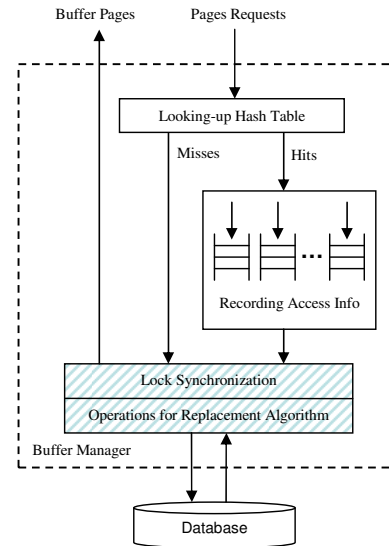 Buffer Pages
Pages Requests
Looking-up Hash Table
Misses
Hits
...
Recording Access Info
Lock Synchronization
Operations for Replacement Algorithm
Buffer Manager
Database